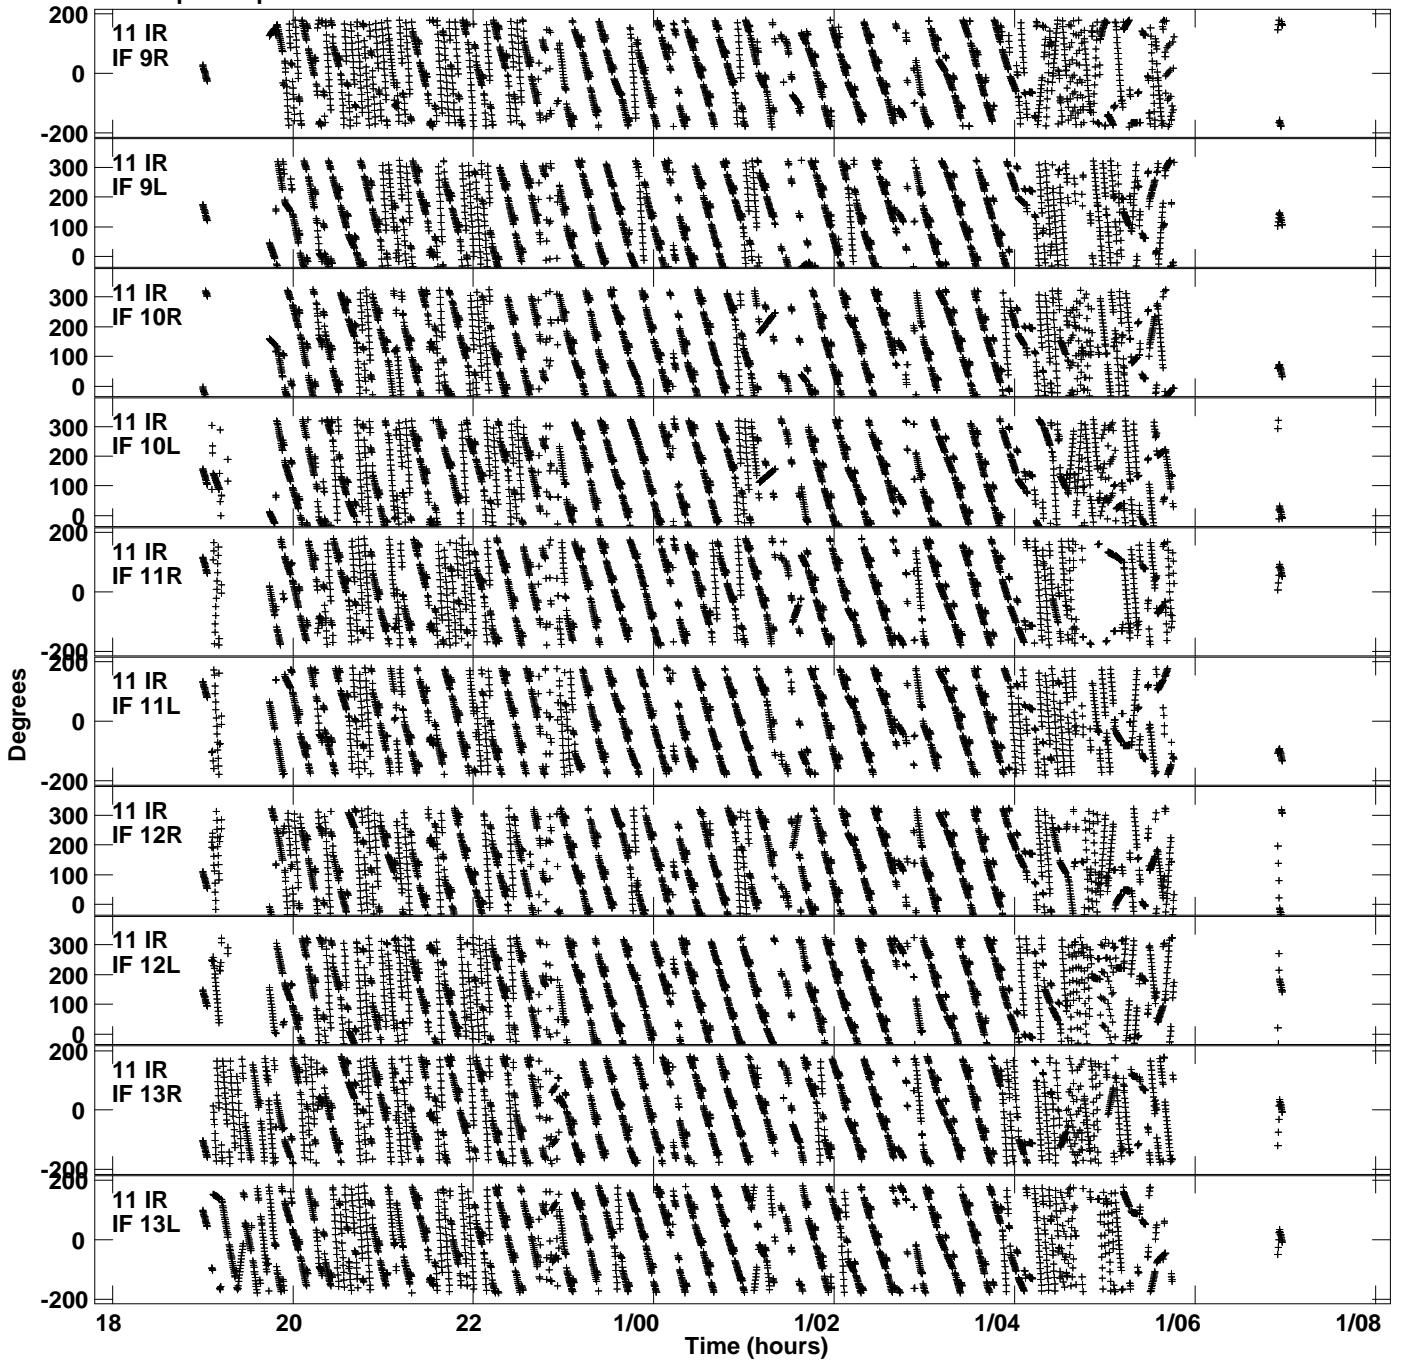 200
0
-200
11 IR
IF 9R
300
200
100
0
11 IR
IF 9L
300
200
100
0
11 IR
IF 10R
300
200
100
0
11 IR
IF 10L
200
0
-200
11 IR
IF 11R
200
0
-200
11 IR
IF 11L
300
200
100
0
11 IR
IF 12R
300
200
100
0
11 IR
IF 12L
200
0
-200
11 IR
IF 13R
200
0
-200
11 IR
IF 13L
Degrees
18 20 22 1/00 1/02 1/04 1/06 1/08
Time (hours)